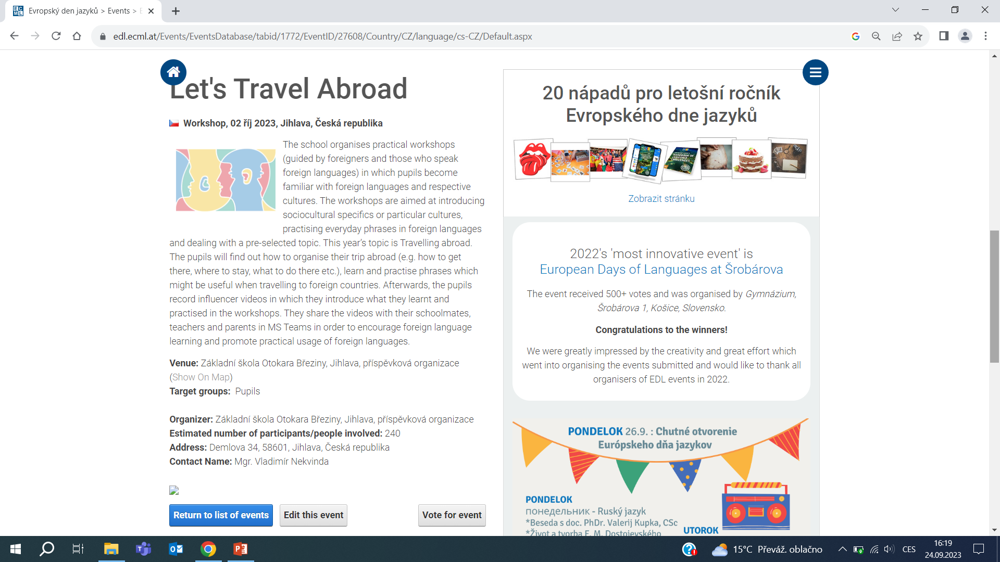 Evropský den jazyků > Events >
edl.ecml.at/Events/EventsDatabase/tabid/1772/EventID/27608/Country/CZ/language/cs-CZ/Default.aspx
Let's Travel Abroad
Workshop, 02 říj 2023, Jihlava, Česká republika
The school organises practical workshops
(guided by foreigners and those who speak
foreign languages) in which pupils become
familiar with foreign languages and respective
cultures. The workshops are aimed at introducing
sociocultural specifics or particular cultures,
practising everyday phrases in foreign languages
and dealing with a pre-selected topic. This year's topic is Travelling abroad.
The pupils will find out how to organise their trip abroad (e.g. how to get
there, where to stay, what to do there etc.), learn and practise phrases which
might be useful when travelling to foreign countries. Afterwards, the pupils
record influencer videos in which they introduce what they learnt and
practised in the workshops. They share the videos with their schoolmates,
teachers and parents in MS Teams in order to encourage foreign language
learning and promote practical usage of foreign languages.
Venue: Základní škola Otokara Březiny, Jihlava, příspěvková organizace
(Show On Map)
Target groups: Pupils
Organizer: Základní škola Otokara Březiny, Jihlava, příspěvková organizace
Estimated number of participants/people involved: 240
Address: Demlova 34, 58601, Jihlava, Česká republika
Contact Name: Mgr. Vladimír Nekvinda
Return to list of events
Edit this event
Vote for event
20 nápadů pro letošní ročník
Evropského dne jazyků
HANDBOOK OF
LANGUAGE
CHALLENGES
Zobrazit stránku
2022's 'most innovative event' is
European Days of Languages at Šrobárova
The event received 500+ votes and was organised by Gymnázium,
Šrobárova 1, Košice, Slovensko.
Congratulations to the winners!
We were greatly impressed by the creativity and great effort which
went into organising the events submitted and would like to thank all
organisers of EDL events in 2022.
PONDELOK 26.9. : Chutné otvorenie
Európskeho dňa jazykov
PONDELOK
понедельник - Ruský jazyk
*Beseda s doc. PhDr. Valerij Kupka, CSc
*Život a tvorba F. M. Dostojevského
UTOROK
15°C Převáž. oblačno
CES
16:19
24.09.2023